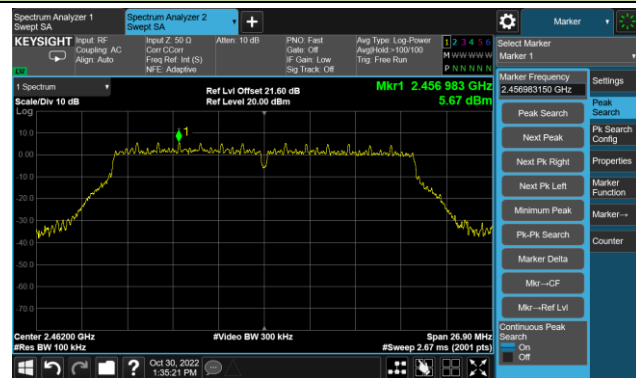 Spectrum Analyzer 1
Swept SA
Spectrum Analyzer 2
Swept SA
Marker
KEYSIGHT
Input: RF
Coupling: AC
Align: Auto
Input Z: 50 Ω
Corr CCorr
Freq Ref: Int (S)
NFE: Adaptive
Atten: 10 dB
PNO: Fast
Gate: Off
IF Gain: Low
Sig Track: Off
Avg Type: Log-Power
Avg|Hold:>100/100
Trig: Free Run
1 2 3 4 5 6
M W W W W W
P N N N N N
Select Marker
Marker 1
1 Spectrum
Scale/Div 10 dB
Log
Ref Lvl Offset 21.60 dB
Ref Level 20.00 dBm
Mkr1 2.456 983 GHz
5.67 dBm
1
10.0
0.00
-10.0
-20.0
-30.0
-40.0
-50.0
-60.0
-70.0
Center 2.46200 GHz
#Res BW 100 kHz
#Video BW 300 kHz
Span 26.90 MHz
#Sweep 2.67 ms (2001 pts)
Marker Frequency
2.456983150 GHz
Peak Search
Next Peak
Next Pk Right
Next Pk Left
Minimum Peak
Pk-Pk Search
Marker Delta
Mkr→CF
Mkr→Ref Lvl
Continuous Peak
Search
On
Off
Settings
Peak
Search
Pk Search
Config
Properties
Marker
Function
Marker→
Counter
Oct 30, 2022
1:35:21 PM